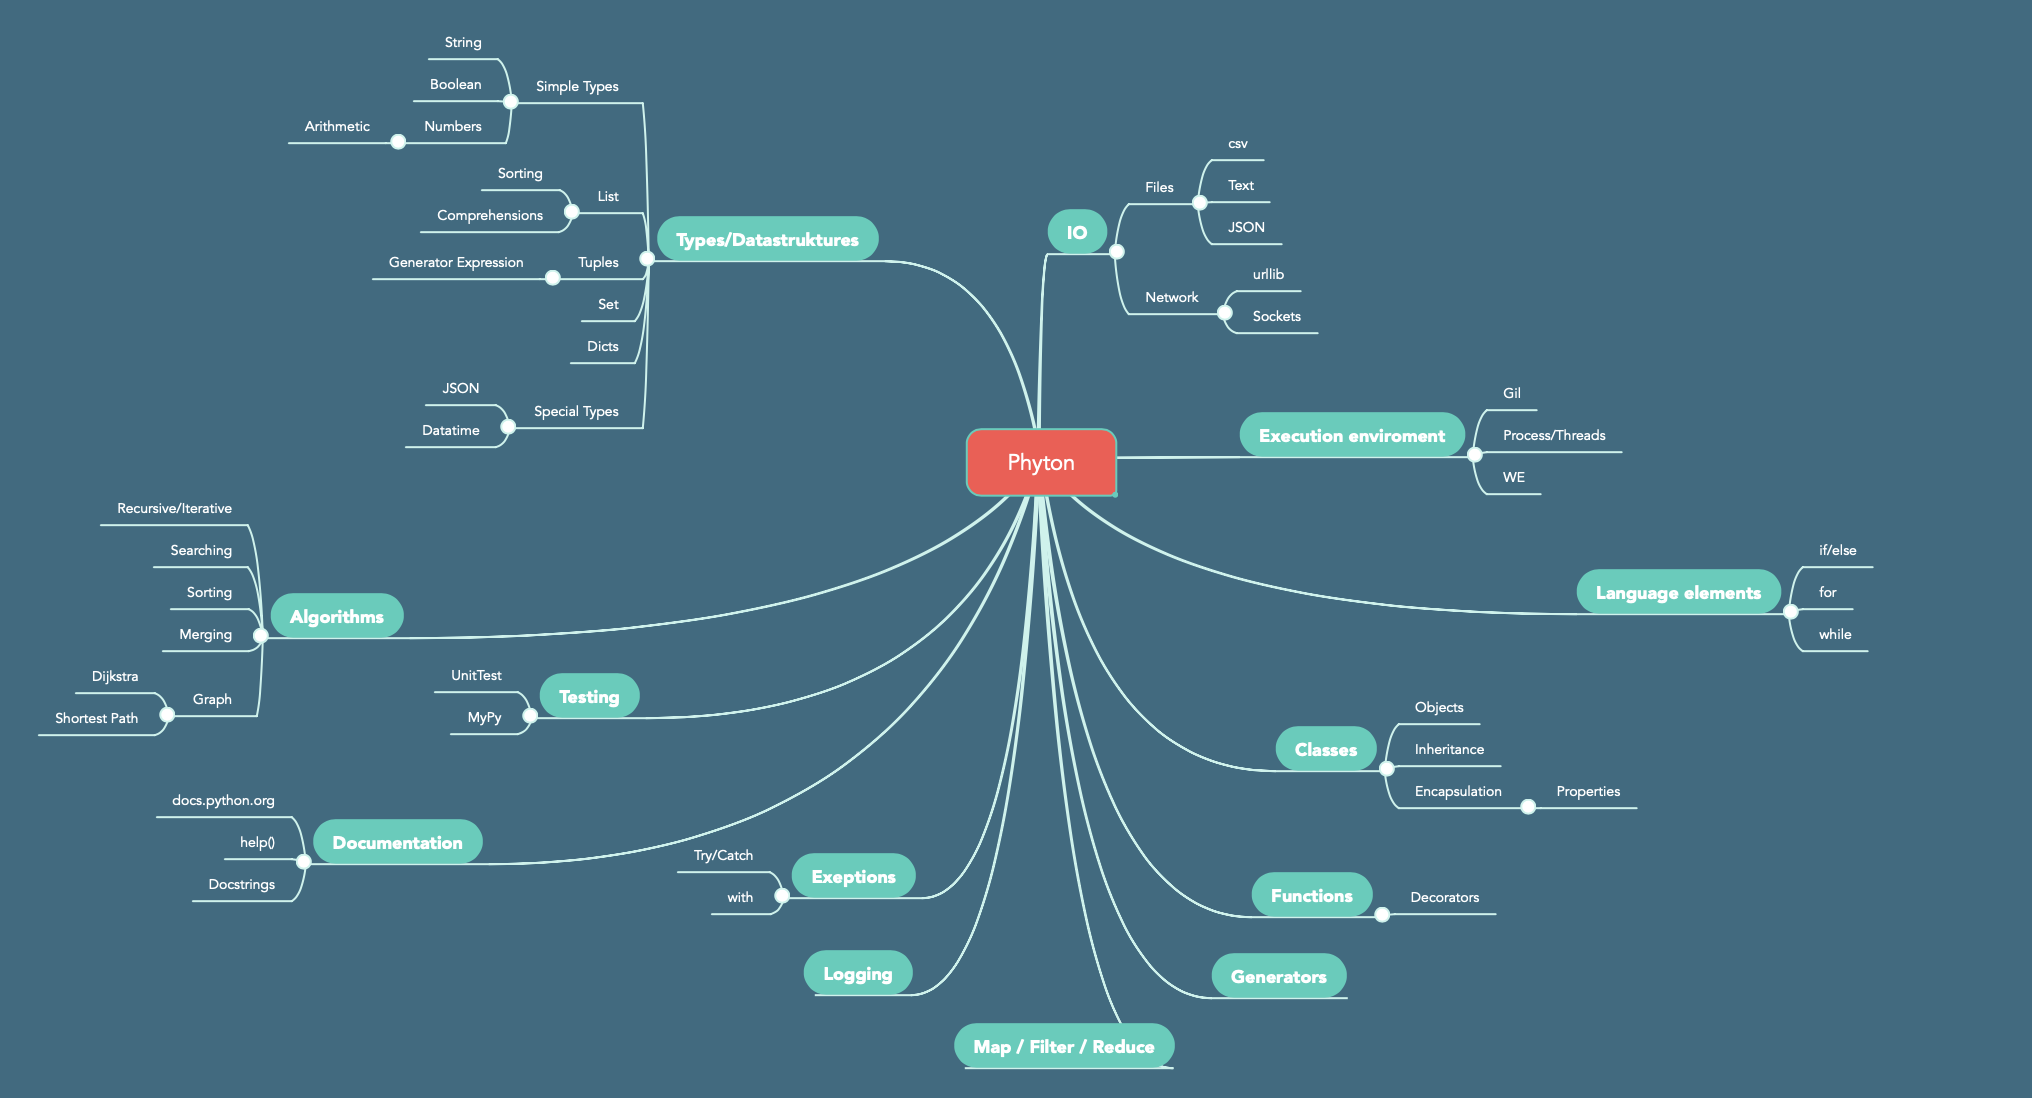 Phyton
Types/Datastruktures
Simple Types
String
Boolean
Numbers
Arithmetic
List
Sorting
Comprehensions
Tuples
Generator Expression
Set
Dicts
Special Types
JSON
Datatime
Algorithms
Recursive/Iterative
Searching
Sorting
Merging
Graph
Dijkstra
Shortest Path
Testing
UnitTest
MyPy
Documentation
docs.python.org
help()
Docstrings
Exeptions
Try/Catch
with
Logging
Map / Filter / Reduce
IO
Files
csv
Text
JSON
Network
urllib
Sockets
Execution enviroment
Gil
Process/Threads
WE
Language elements
if/else
for
while
Classes
Objects
Inheritance
Encapsulation
Properties
Functions
Decorators
Generators